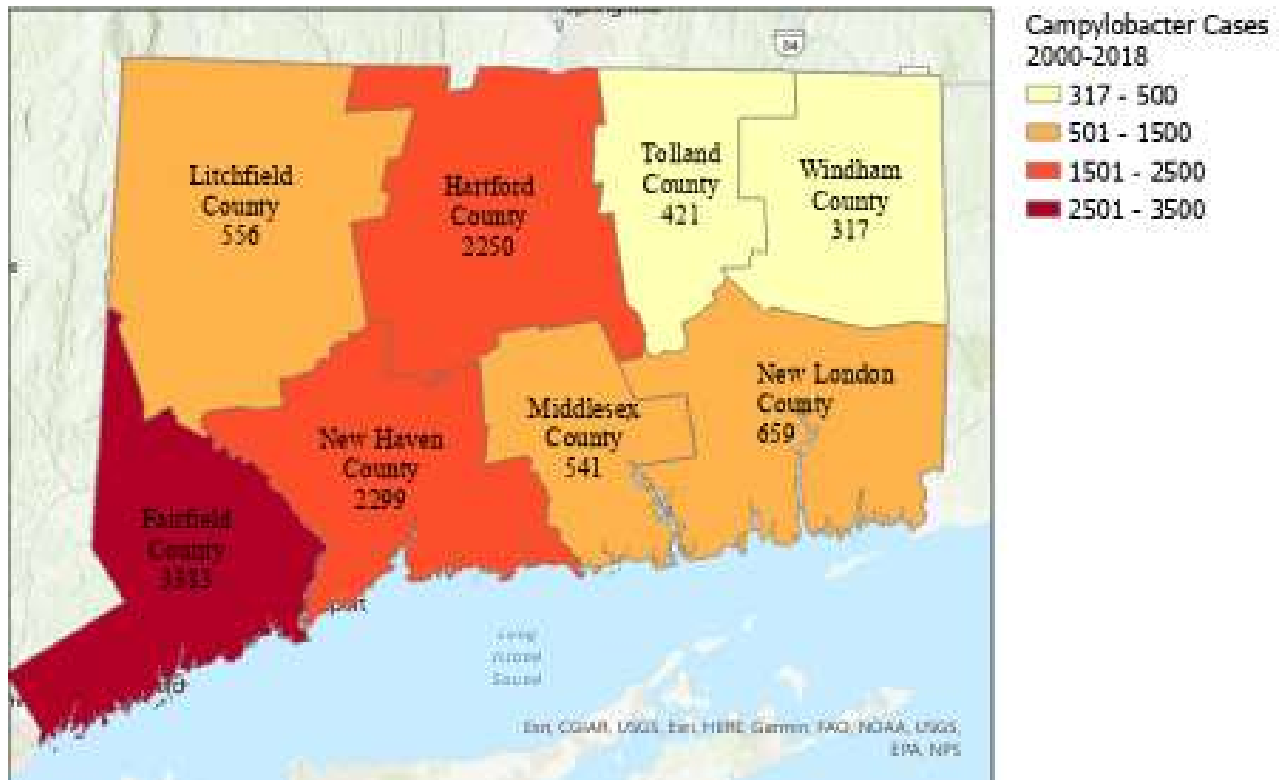 54
Campylobacter Cases
2000-2018
317 - 500
501 - 1500
1501 - 2500
2501 - 3500
Litchfield
County
556
Hartford
County
2250
Tolland
County
421
Windham
County
317
New London
County
659
Middlesex
County
541
New Haven
County
2299
Fairfield
County
port
Long
Island
Sound
Esri, CGIAR, USGS, Esri, HERE, Garmin, FAO, NOAA, USGS,
EPA, NPS